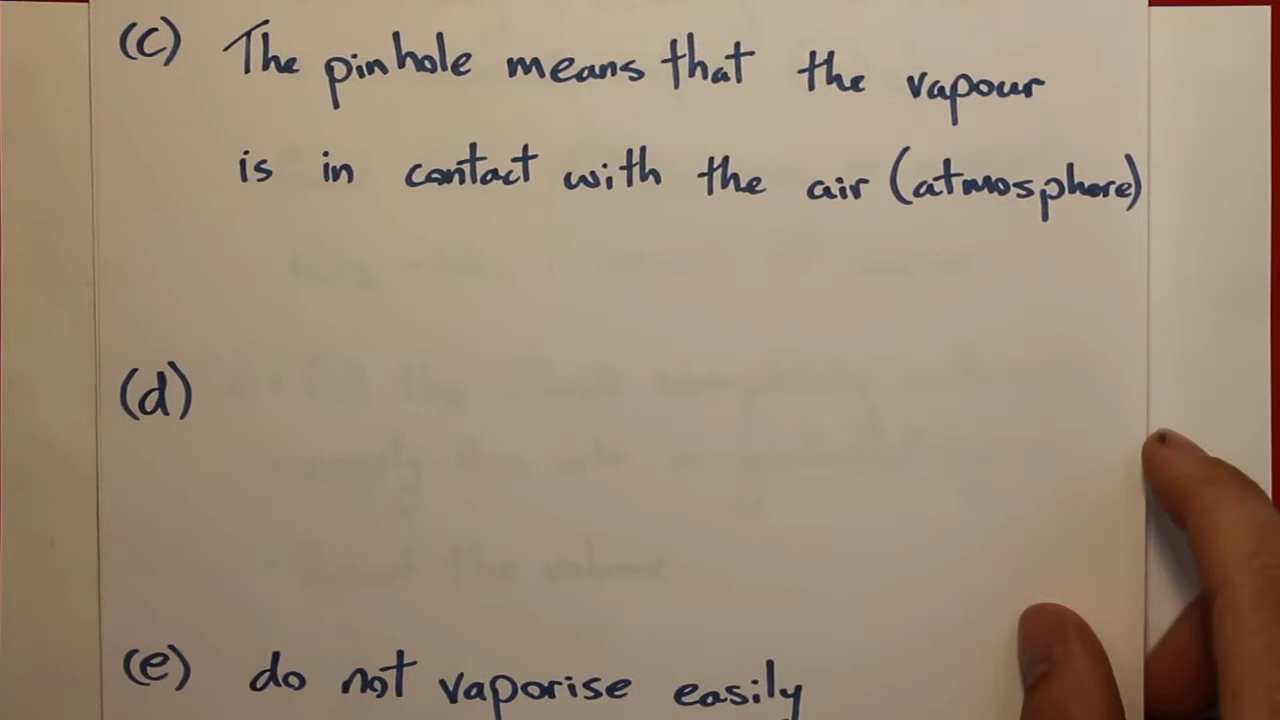 (c) The pinhole means that the vapour
is in contact with the air (atmosphere)
(d)
(e) do not vaporise easily